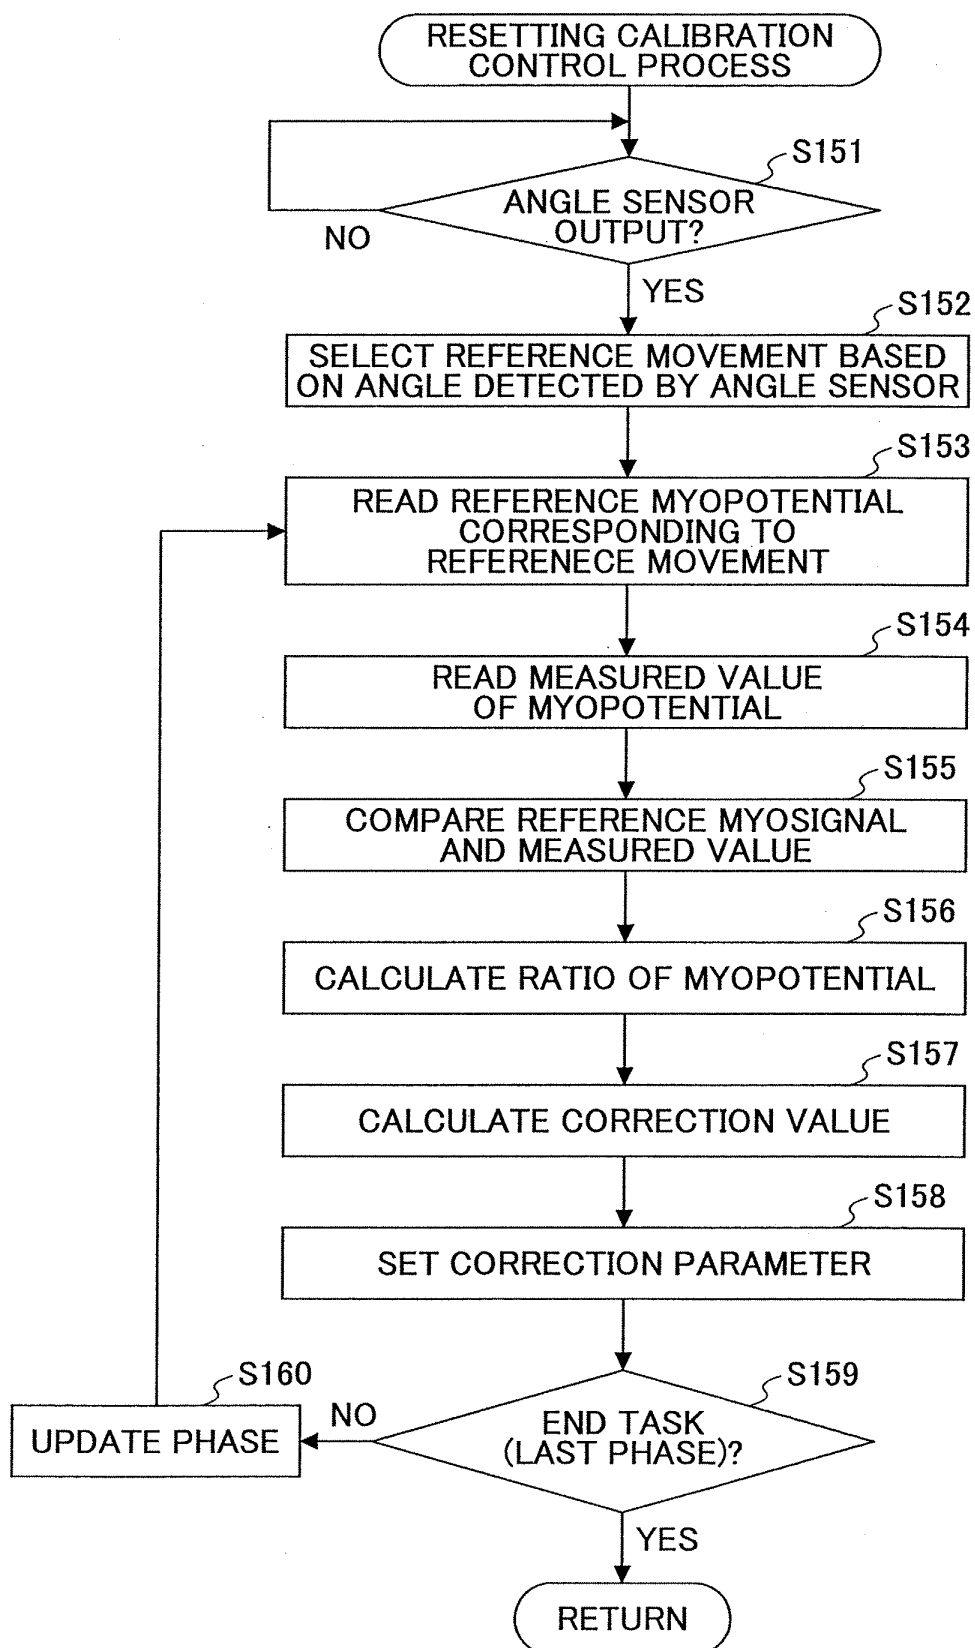 RESETTING CALIBRATION
CONTROL PROCESS
S151
ANGLE SENSOR
OUTPUT?
NO
YES
S152
SELECT REFERENCE MOVEMENT BASED
ON ANGLE DETECTED BY ANGLE SENSOR
S153
READ REFERENCE MYOPOTENTIAL
CORRESPONDING TO
REFERENECE MOVEMENT
S154
READ MEASURED VALUE
OF MYOPOTENTIAL
S155
COMPARE REFERENCE MYOSIGNAL
AND MEASURED VALUE
S156
CALCULATE RATIO OF MYOPOTENTIAL
S157
CALCULATE CORRECTION VALUE
S158
SET CORRECTION PARAMETER
S159
END TASK
(LAST PHASE)?
NO
S160
UPDATE PHASE
YES
RETURN